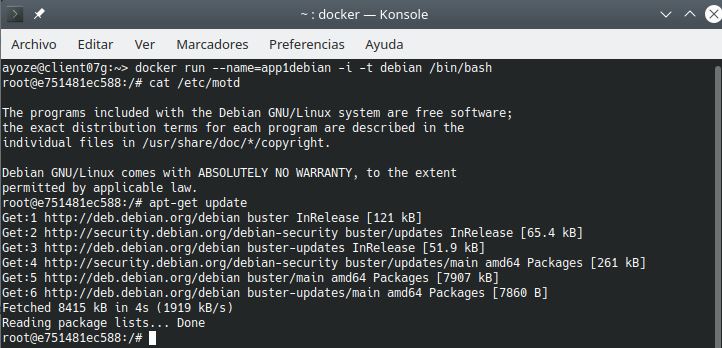 ~ : docker — Konsole
Archivo Editar Ver Marcadores Preferencias Ayuda
ayoze@client07g:~> docker run --name=app1debian -i -t debian /bin/bash
root@e751481ec588:/# cat /etc/motd

The programs included with the Debian GNU/Linux system are free software;
the exact distribution terms for each program are described in the
individual files in /usr/share/doc/*/copyright.

Debian GNU/Linux comes with ABSOLUTELY NO WARRANTY, to the extent
permitted by applicable law.
root@e751481ec588:/# apt-get update
Get:1 http://deb.debian.org/debian buster InRelease [121 kB]
Get:2 http://security.debian.org/debian-security buster/updates InRelease [65.4 kB]
Get:3 http://deb.debian.org/debian buster-updates InRelease [51.9 kB]
Get:4 http://security.debian.org/debian-security buster/updates/main amd64 Packages [261 kB]
Get:5 http://deb.debian.org/debian buster/main amd64 Packages [7907 kB]
Get:6 http://deb.debian.org/debian buster-updates/main amd64 Packages [7860 B]
Fetched 8415 kB in 4s (1919 kB/s)
Reading package lists... Done
root@e751481ec588:/#